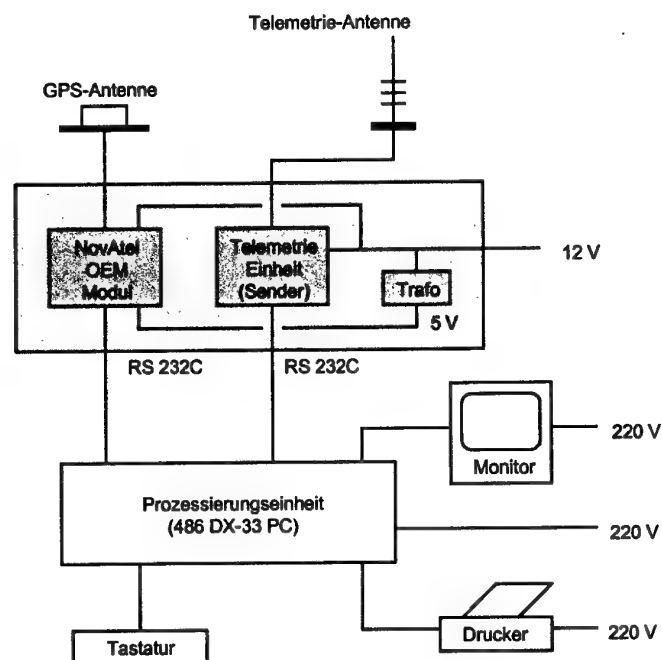 Telemetrie-Antenne
GPS-Antenne
NovAtel
OEM
Modul
Telemetrie
Einheit
(Sender)
12 V
Trafo
5 V
RS 232C
RS 232C
220 V
Monitor
Prozessierungseinheit
(486 DX-33 PC)
220 V
Drucker
220 V
Tastatur